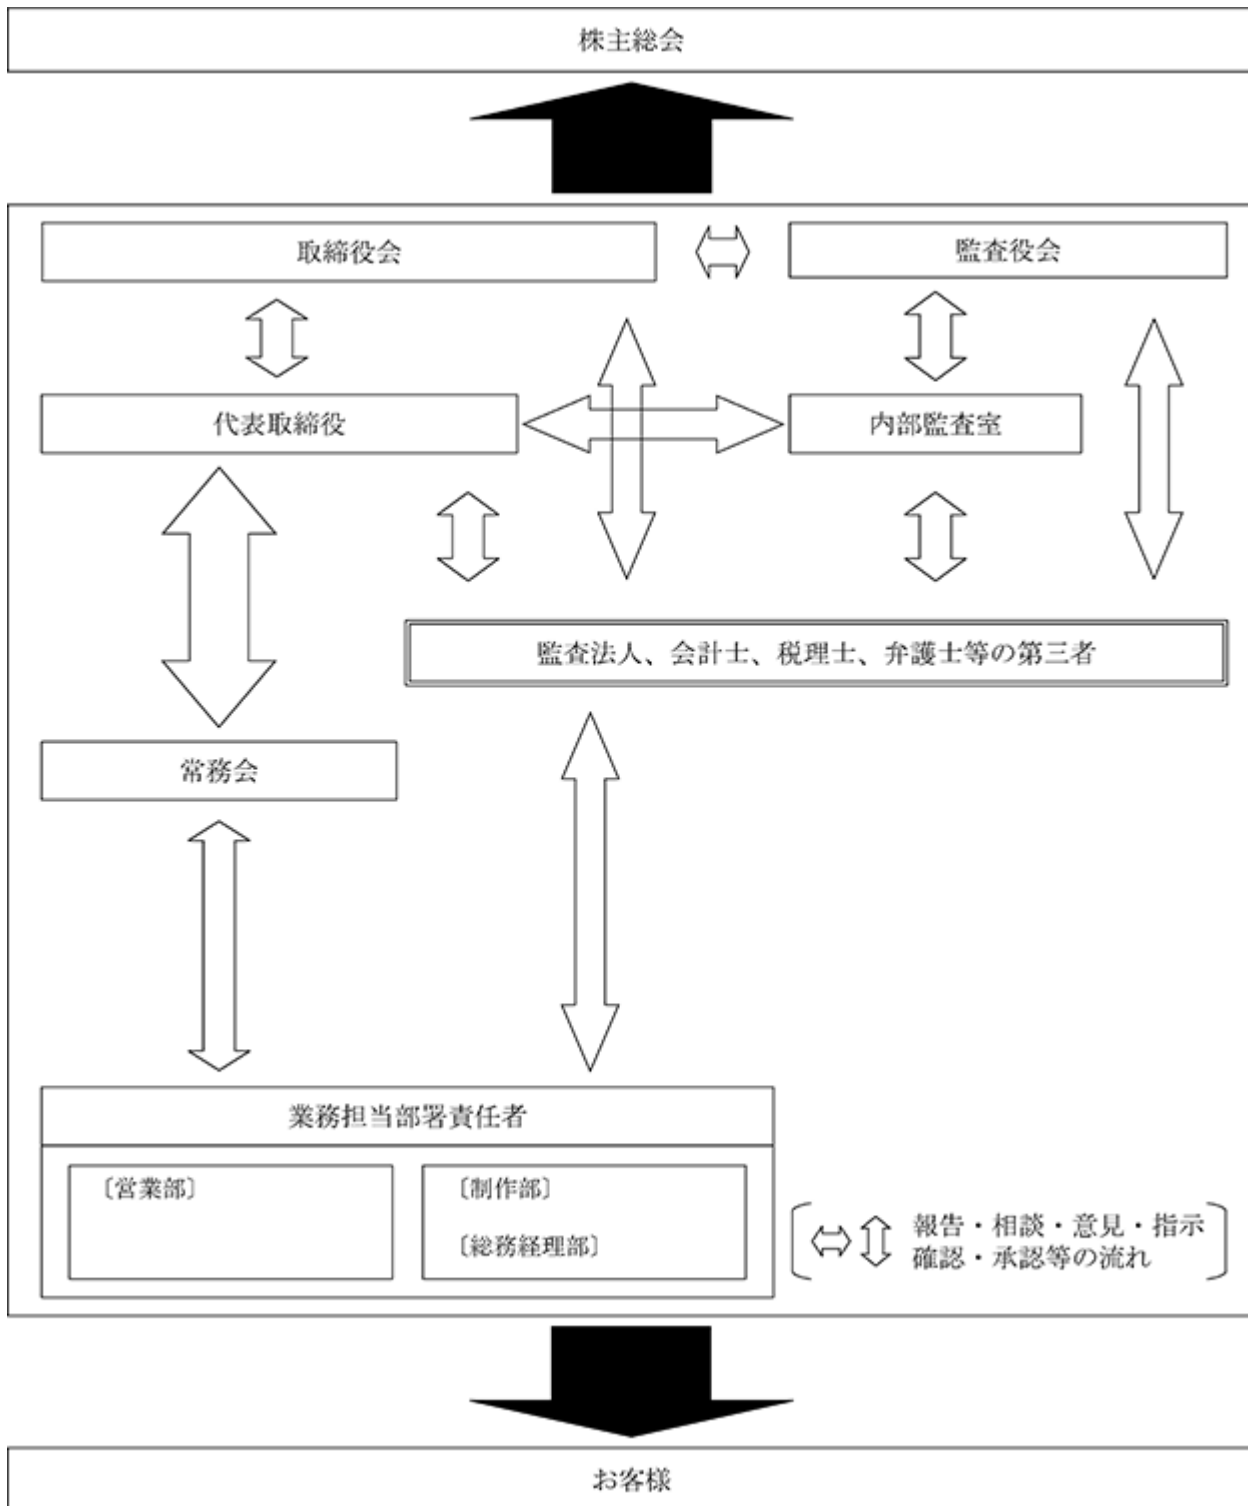 株主総会
取締役会
監査役会
代表取締役
内部監査室
監査法人、会計士、税理士、弁護士等の第三者
常務会
業務担当部署責任者
〔営業部〕
〔制作部〕
〔総務経理部〕
報告・相談・意見・指示
確認・承認等の流れ
お客様